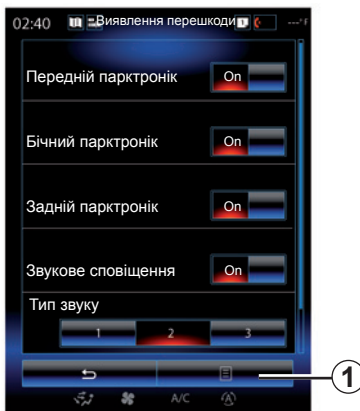 02:40 Виявлення перешкоди ---°F
Передній парктронік On
Бічний парктронік On
Задній парктронік On
Звукове сповіщення On
Тип звуку
1 2 3
1
A/C